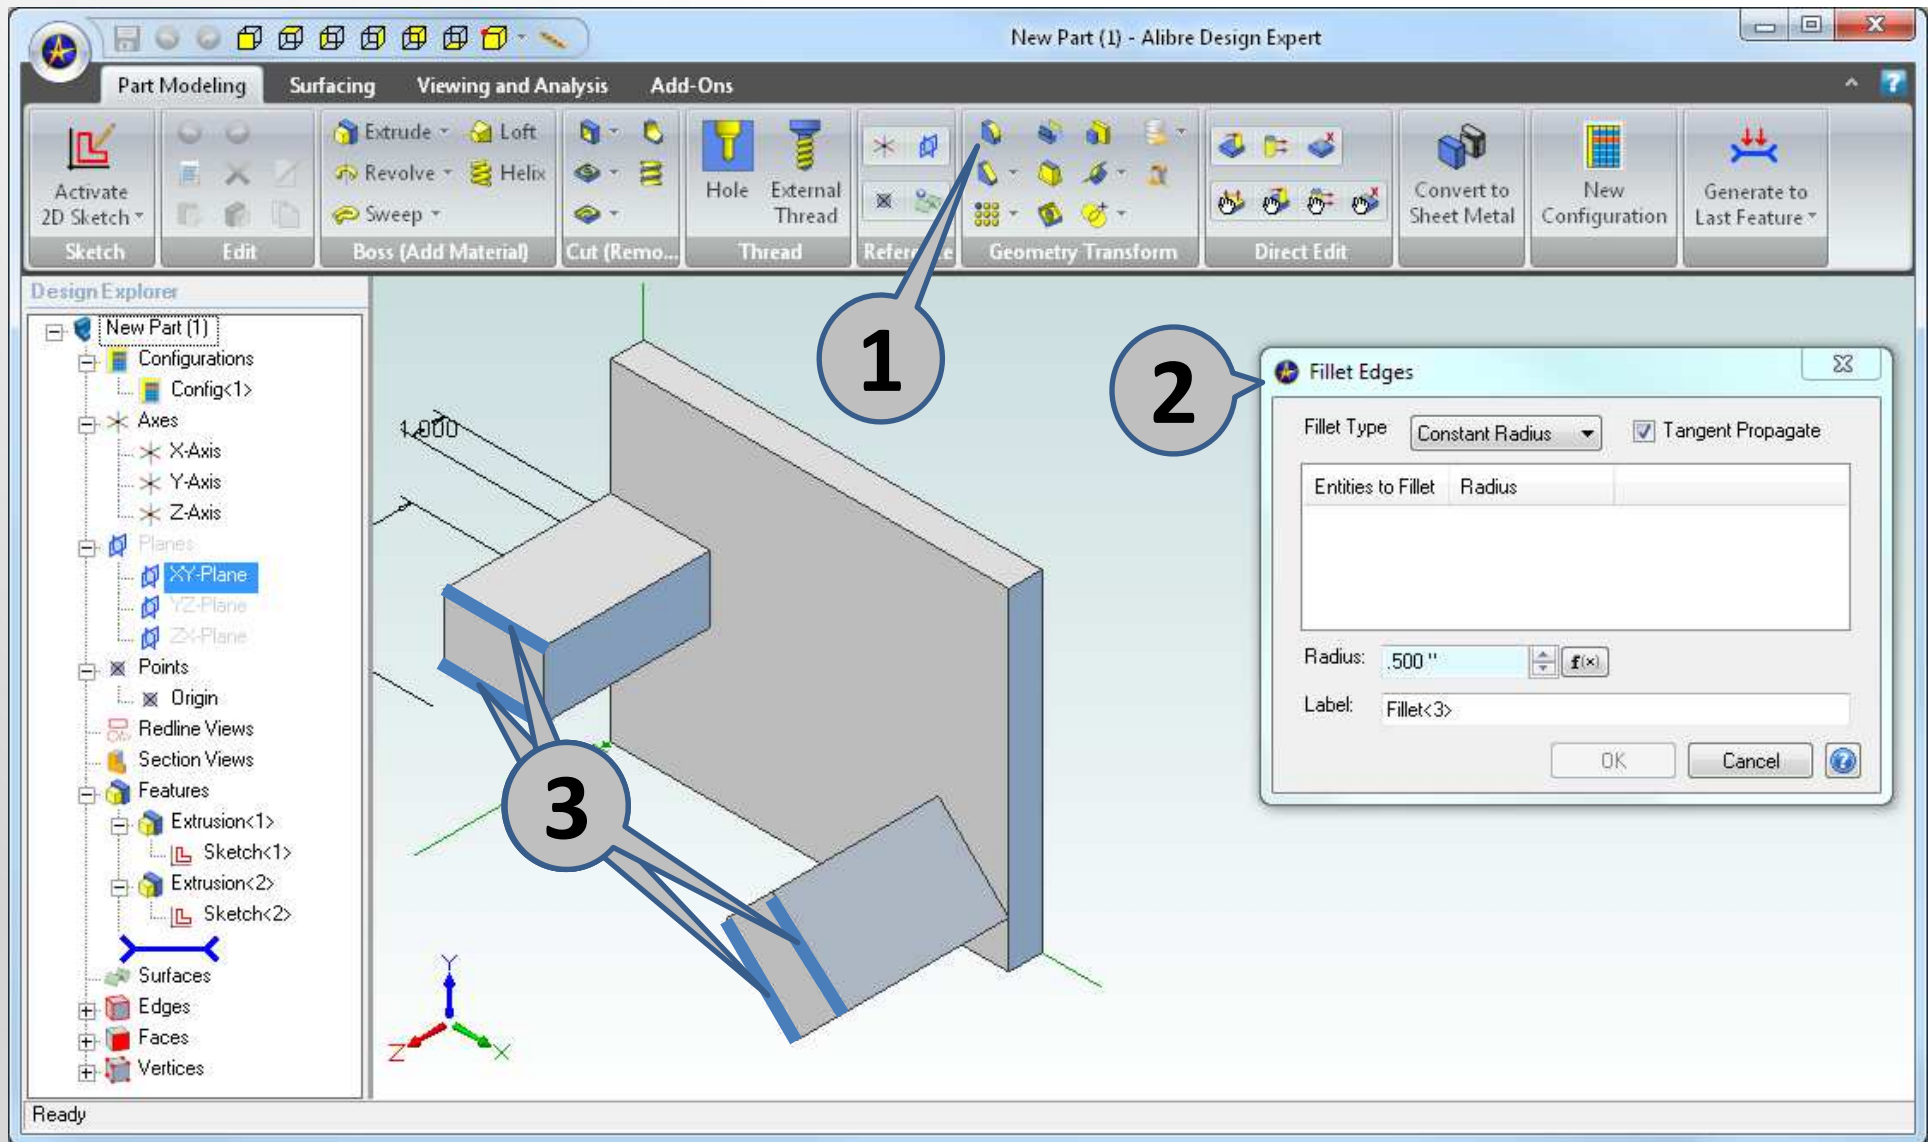 New Part (1) - Alibre Design Expert
Part Modeling Surfacing Viewing and Analysis Add-Ons
Activate
2D Sketch
Sketch
Edit
Extrude Loft
Revolve Helix
Sweep
Boss (Add Material)
Cut (Remo...
Hole
External
Thread
Thread
Geometry Transform
Direct Edit
Convert to
Sheet Metal
New
Configuration
Generate to
Last Feature
Design Explorer
New Part (1)
Configurations
Config<1>
Axes
X-Axis
Y-Axis
Z-Axis
Planes
XY-Plane
YZ-Plane
ZX-Plane
Points
Origin
Redline Views
Section Views
Features
Extrusion<1>
Sketch<1>
Extrusion<2>
Sketch<2>
Surfaces
Edges
Faces
Vertices
Ready
1
2
3
1.000
Y
Z
X
Fillet Edges
Fillet Type Constant Radius Tangent Propagate
Entities to Fillet Radius
Radius: .500 " f(x)
Label: Fillet<3>
OK Cancel ?